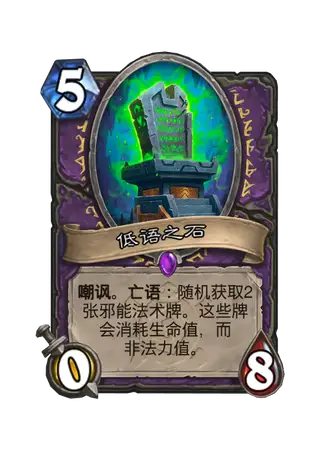 5
低语之石
嘲讽。亡语：随机获取2
张邪能法术牌。这些牌
会消耗生命值，而
非法力值。
0
8